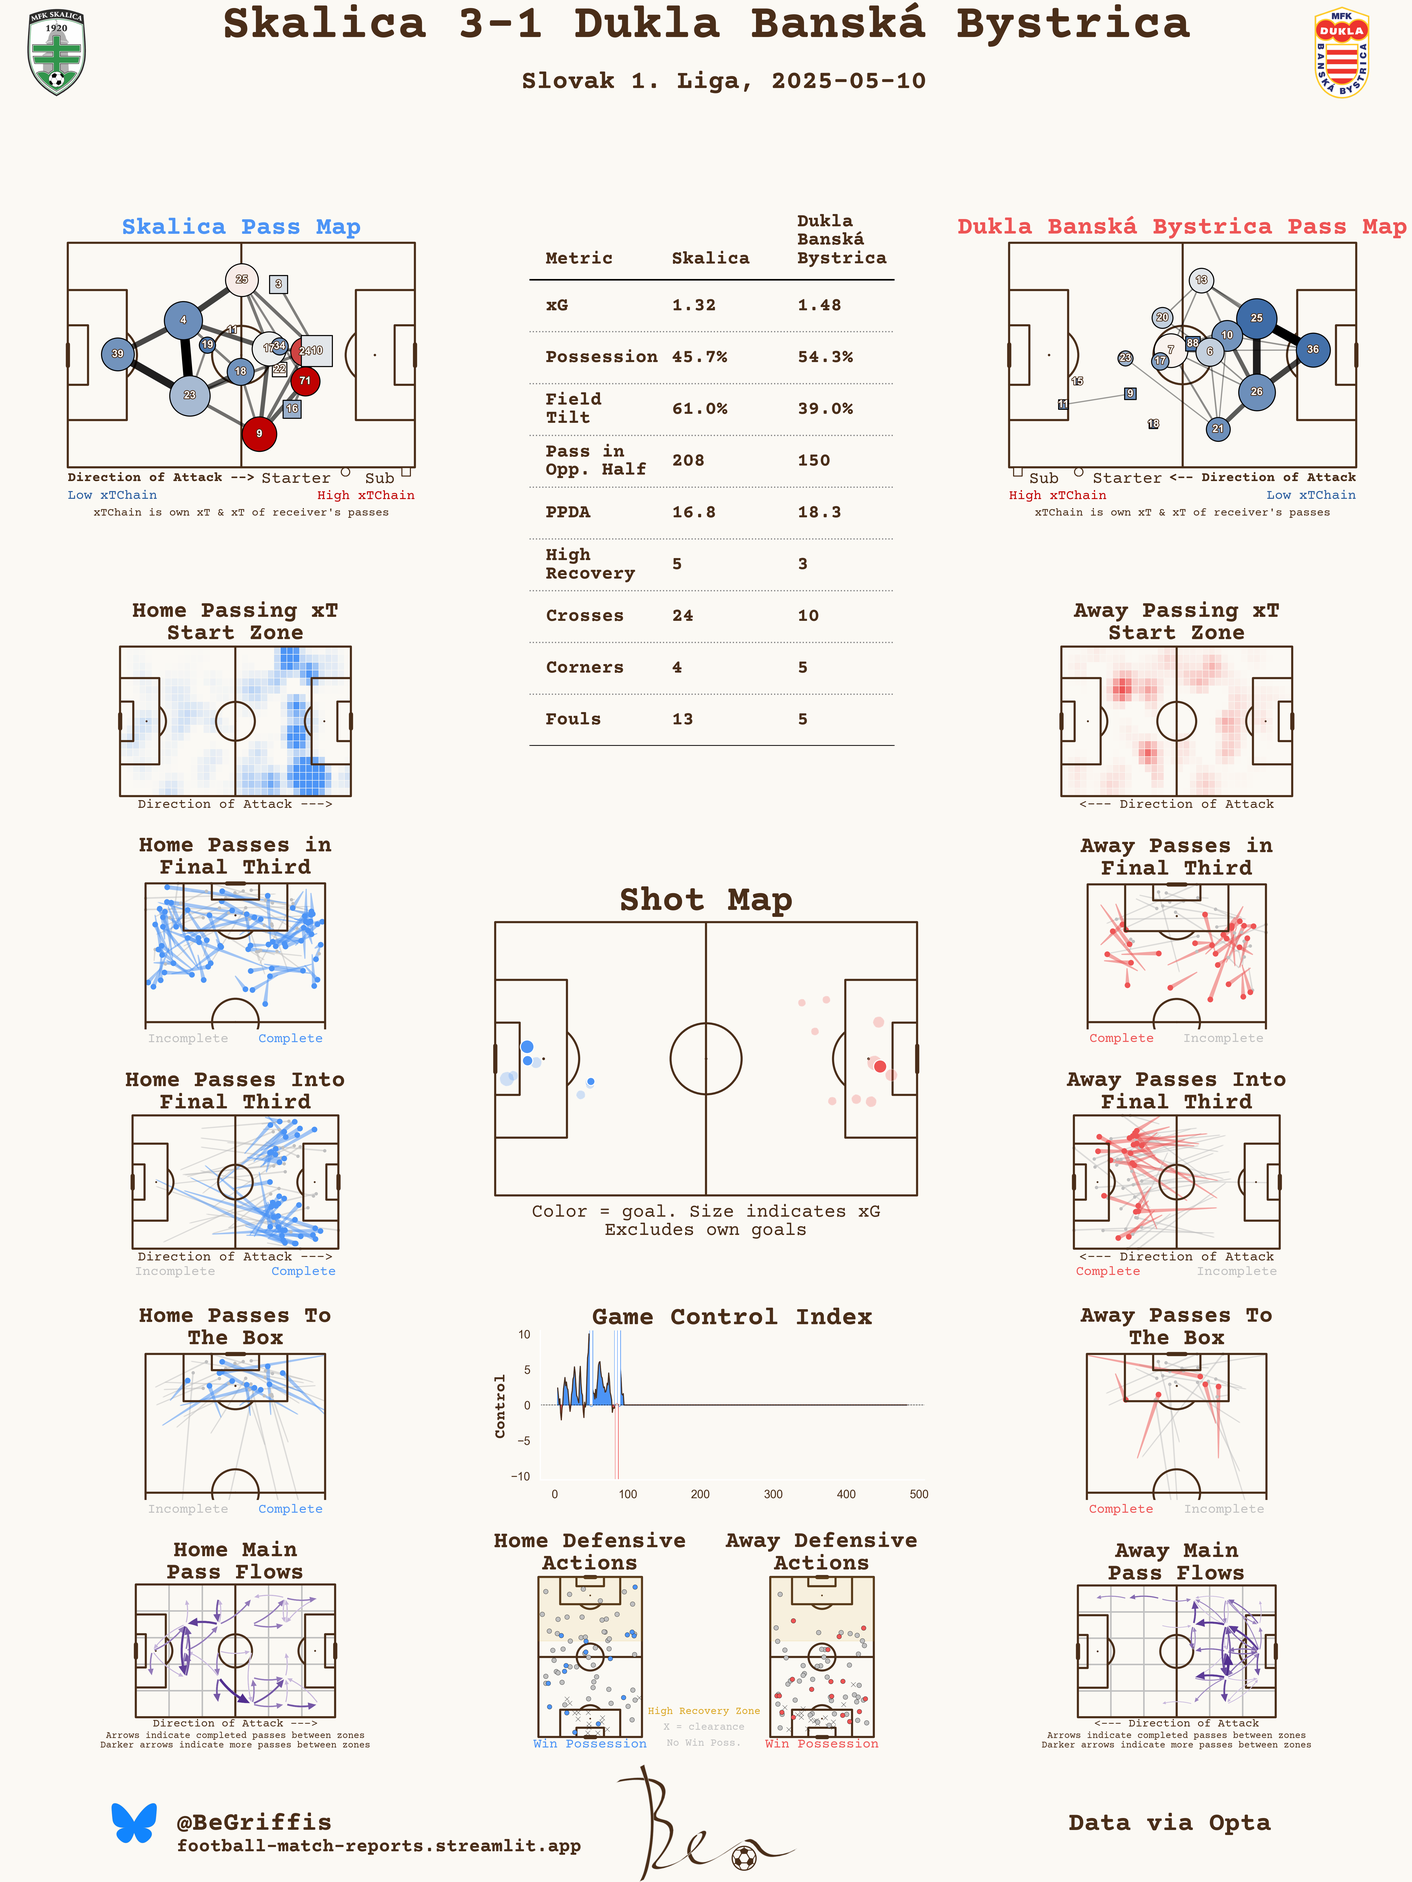 Skalica 3-1 Dukla Banská Bystrica
Slovak 1. Liga, 2025-05-10
MFK SKALICA
1920
MFK
DUKLA
BANSKÁ BYSTRICA
Skalica Pass Map
25
3
4
11
19
39
17
34
24
10
22
18
71
23
16
9
Direction of Attack -->
Starter
Sub
Low xTChain
High xTChain
xTChain is own xT & xT of receiver's passes
Metric
Skalica
Dukla
Banská
Bystrica
xG 1.32 1.48
Possession 45.7% 54.3%
Field
Tilt
61.0% 39.0%
Pass in
Opp. Half
208 150
PPDA 16.8 18.3
High
Recovery
5 3
Crosses 24 10
Corners 4 5
Fouls 13 5
Dukla Banská Bystrica Pass Map
13
20
25
10
88
7
6
36
23
17
15
9
26
11
18
21
Sub
Starter
<-- Direction of Attack
High xTChain
Low xTChain
xTChain is own xT & xT of receiver's passes
Home Passing xT
Start Zone
Direction of Attack --->
Away Passing xT
Start Zone
<--- Direction of Attack
Home Passes in
Final Third
Incomplete
Complete
Away Passes in
Final Third
Complete
Incomplete
Shot Map
Color = goal. Size indicates xG
Excludes own goals
Home Passes Into
Final Third
Direction of Attack --->
Incomplete
Complete
Away Passes Into
Final Third
<--- Direction of Attack
Complete
Incomplete
Home Passes To
The Box
Incomplete
Complete
Game Control Index
Control
10
5
0
−5
−10
0 100 200 300 400 500
Away Passes To
The Box
Complete
Incomplete
Home Main
Pass Flows
Direction of Attack --->
Arrows indicate completed passes between zones
Darker arrows indicate more passes between zones
Home Defensive
Actions
Win Possession
Away Defensive
Actions
Win Possession
High Recovery Zone
X = clearance
No Win Poss.
Away Main
Pass Flows
<--- Direction of Attack
Arrows indicate completed passes between zones
Darker arrows indicate more passes between zones
@BeGriffis
football-match-reports.streamlit.app
Ben
Data via Opta